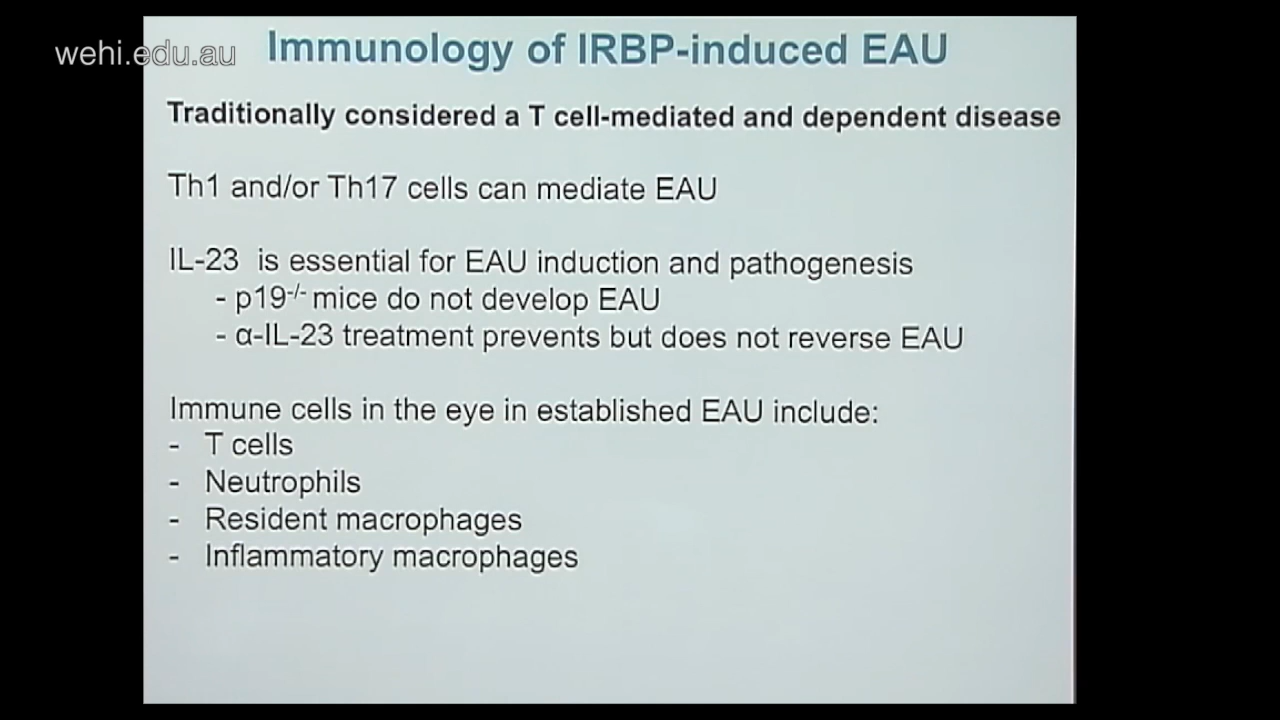 wehi.edu.au
Immunology of IRBP-induced EAU
Traditionally considered a T cell-mediated and dependent disease
Th1 and/or Th17 cells can mediate EAU
IL-23 is essential for EAU induction and pathogenesis
- p19-/- mice do not develop EAU
- α-IL-23 treatment prevents but does not reverse EAU
Immune cells in the eye in established EAU include:
- T cells
- Neutrophils
- Resident macrophages
- Inflammatory macrophages